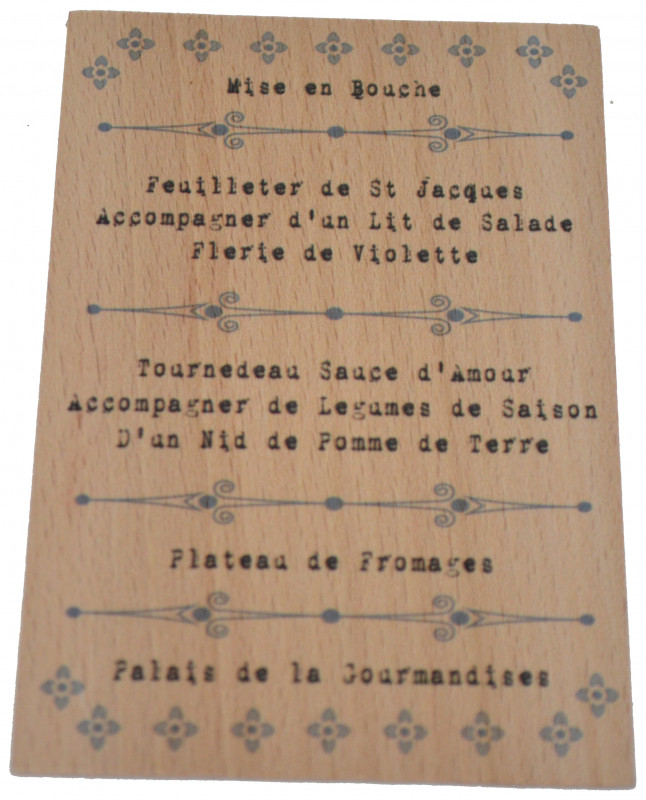 Mise en Bouche
Feuilleter de St Jacques
Accompagner d'un Lit de Salade
Flerie de Violette
Tournedeau Sauce d'Amour
Accompagner de Legumes de Saison
D'un Nid de Pomme de Terre
Plateau de Fromages
Palais de la Gourmandises